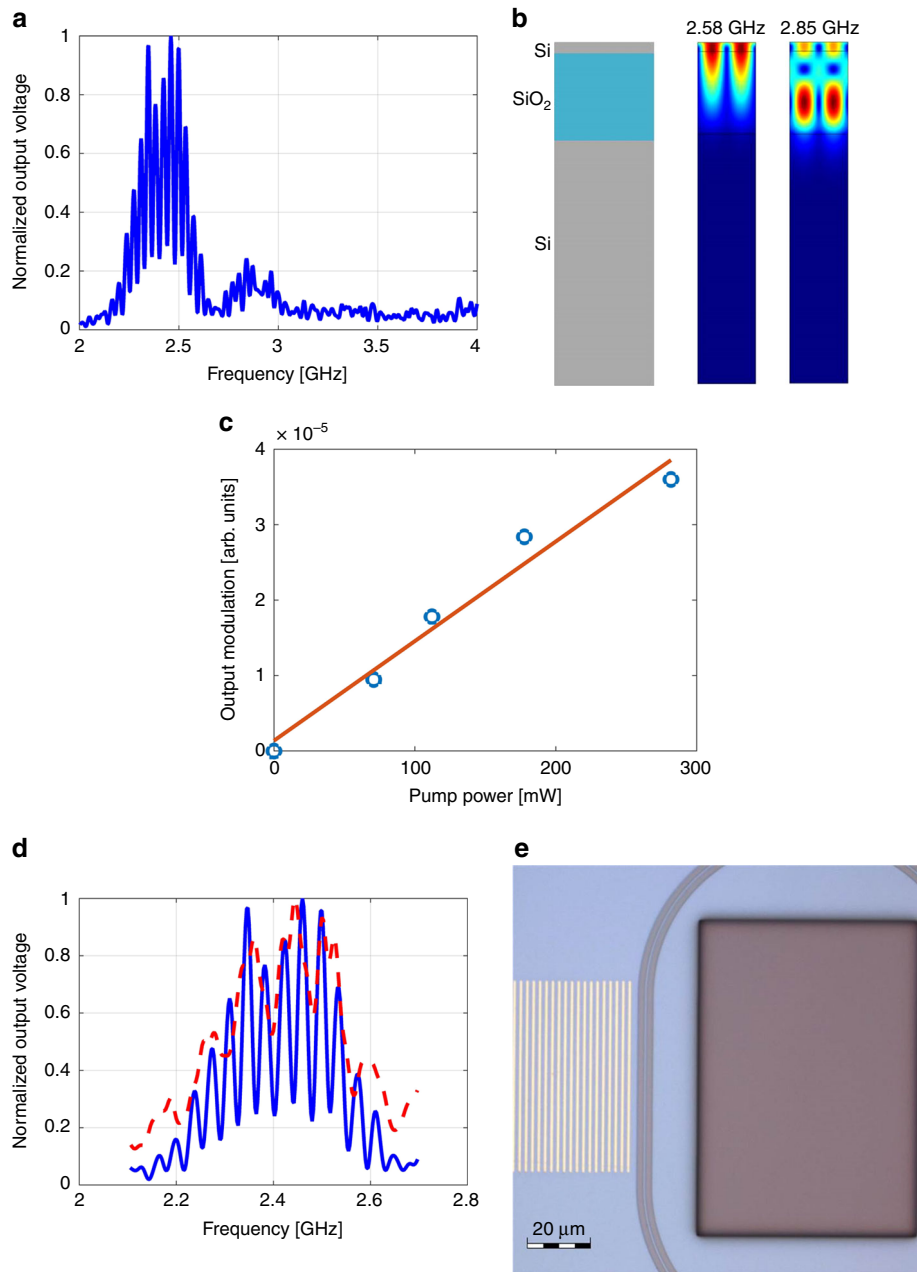 a
1
0.8
0.6
0.4
0.2
0
2
2.5
3
3.5
4
Normalized output voltage
Frequency [GHz]
b
2.58 GHz
2.85 GHz
Si
SiO₂
Si
c
× 10⁻⁵
4
3
2
1
0
0
100
200
300
Output modulation [arb. units]
Pump power [mW]
d
1
0.8
0.6
0.4
0.2
0
2
2.2
2.4
2.6
2.8
Normalized output voltage
Frequency [GHz]
e
20 μm